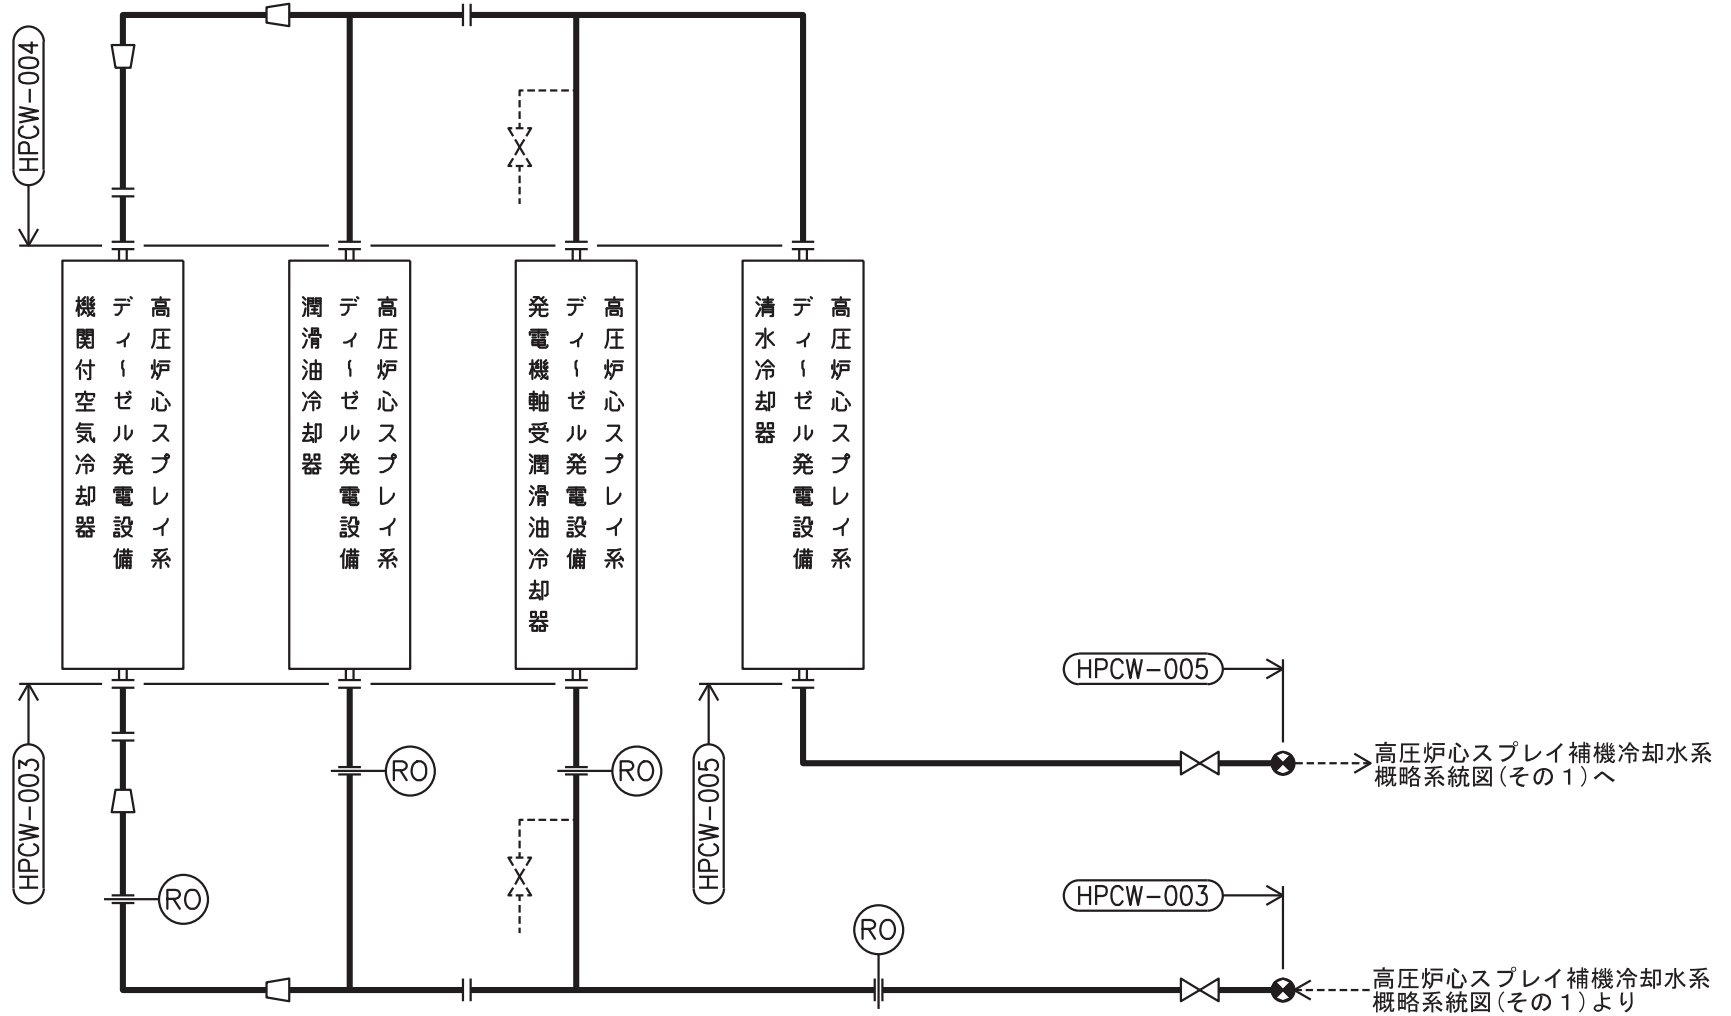 HPCW-004
高圧炉心スプレイ系
ディ～ゼル発電設備
機関付空気冷却器
高圧炉心スプレイ系
ディ～ゼル発電設備
潤滑油冷却器
高圧炉心スプレイ系
ディ～ゼル発電設備
発電機軸受潤滑油冷却器
高圧炉心スプレイ系
ディ～ゼル発電設備
清水冷却器
HPCW-005
高圧炉心スプレイ補機冷却水系
概略系統図(その1)へ
HPCW-003
RO
RO
RO
HPCW-005
RO
HPCW-003
高圧炉心スプレイ補機冷却水系
概略系統図(その1)より